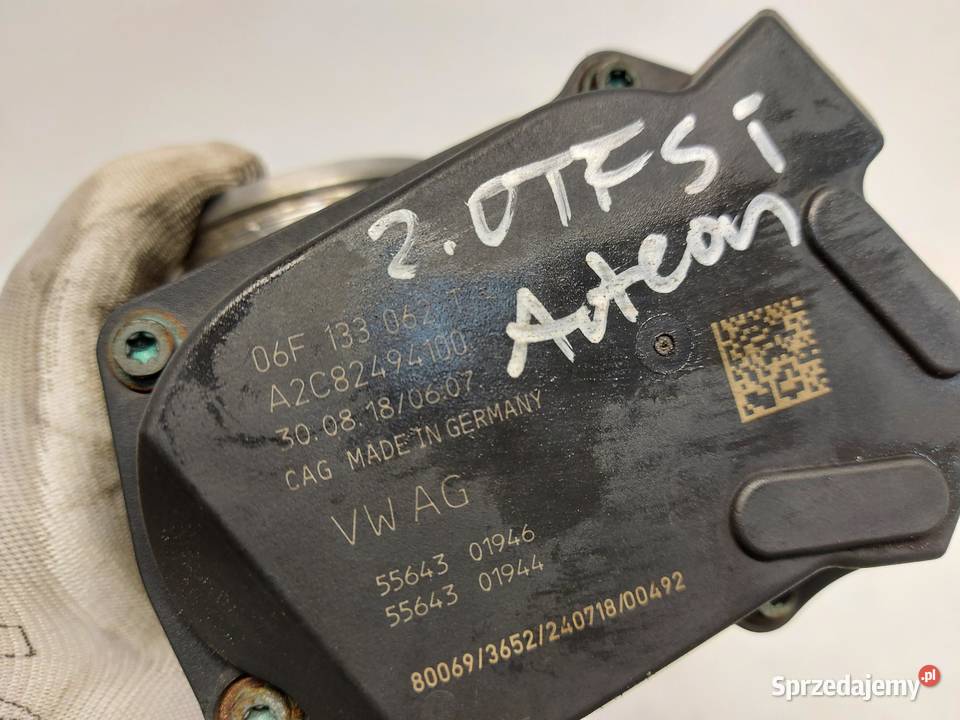 2.0TFSi
Arteon
06F 133 062 T
A2C82494100
30.08.18/06:07
CAG MADE IN GERMANY
VW AG
55643 01946
55643 01944
80069/3652/240718/00492
Sprzedajemy.pl